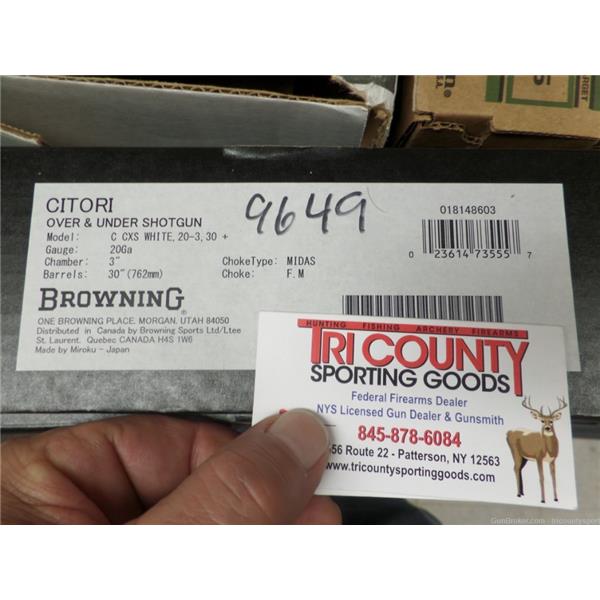 TARGET
U.S.A.
CITORI
OVER & UNDER SHOTGUN
Model: C CXS WHITE, 20-3, 30 +
Gauge: 20Ga
Chamber: 3" ChokeType: MIDAS
Barrels: 30"(762mm) Choke: F.M
9649
018148603
0 23614 73555 7
BROWNING®
ONE BROWNING PLACE. MORGAN. UTAH 84050
Distributed in Canada by Browning Sports Ltd/Ltee
St. Laurent. Quebec CANADA H4S 1W6
Made by Miroku - Japan
HUNTING FISHING ARCHERY FIREARMS
TRI COUNTY
SPORTING GOODS
Federal Firearms Dealer
NYS Licensed Gun Dealer & Gunsmith
845-878-6084
56 Route 22 - Patterson, NY 12563
www.tricountysportinggoods.com
GunBroker.com - tricountysport